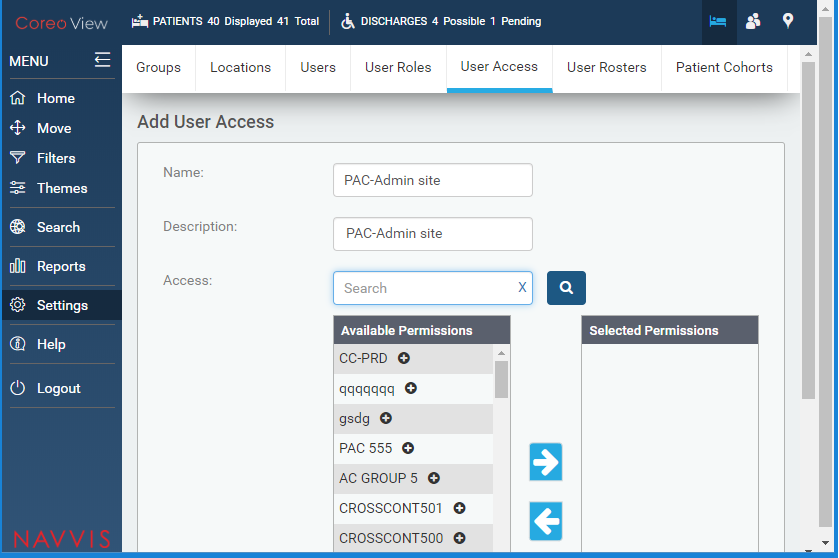 Coreo View
PATIENTS 40 Displayed 41 Total
DISCHARGES 4 Possible 1 Pending
MENU
Groups
Locations
Users
User Roles
User Access
User Rosters
Patient Cohorts
Home
Move
Filters
Themes
Search
Reports
Settings
Help
Logout
NAVVIS
Add User Access
Name:
PAC-Admin site
Description:
PAC-Admin site
Access:
Search X
Available Permissions
CC-PRD
qqqqqqq
gsdg
PAC 555
AC GROUP 5
CROSSCONT501
CROSSCONT500
Selected Permissions